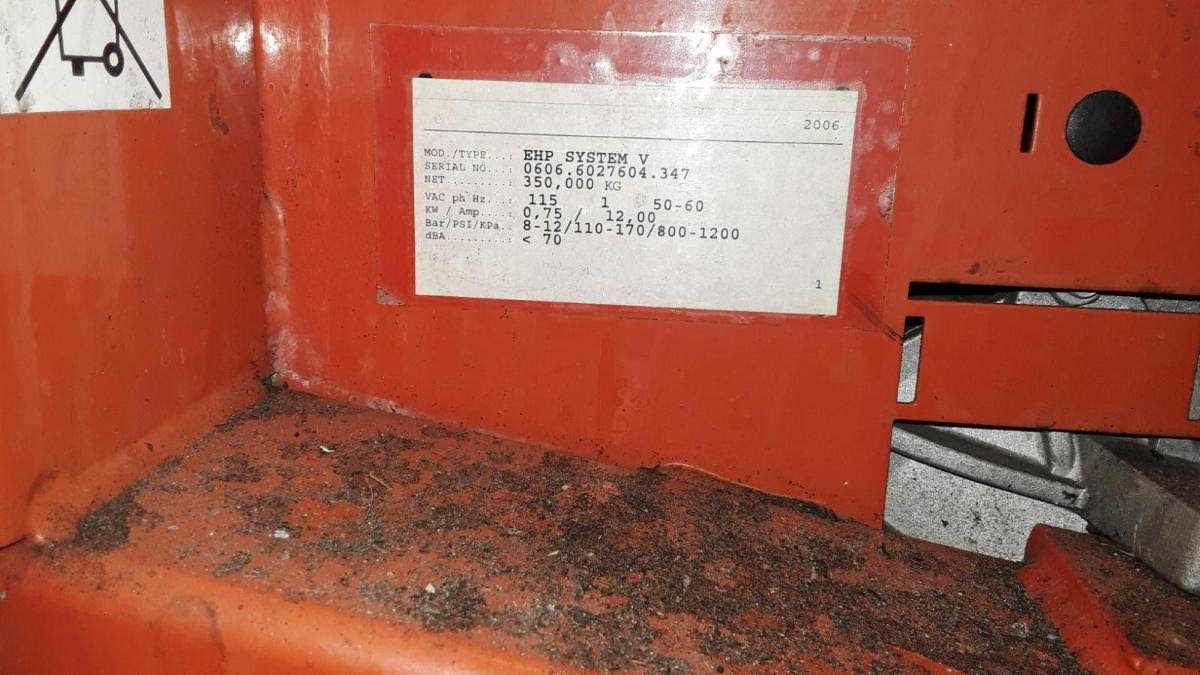 2006
MOD./TYPE...: EHP SYSTEM V
SERIAL NO...: 0606.6027604.347
NET.........: 350,000 KG
VAC ph Hz...: 115 1 50-60
KW / Amp....: 0,75 / 12,00
Bar/PSI/KPa.: 8-12/110-170/800-1200
dBA.........: < 70
1